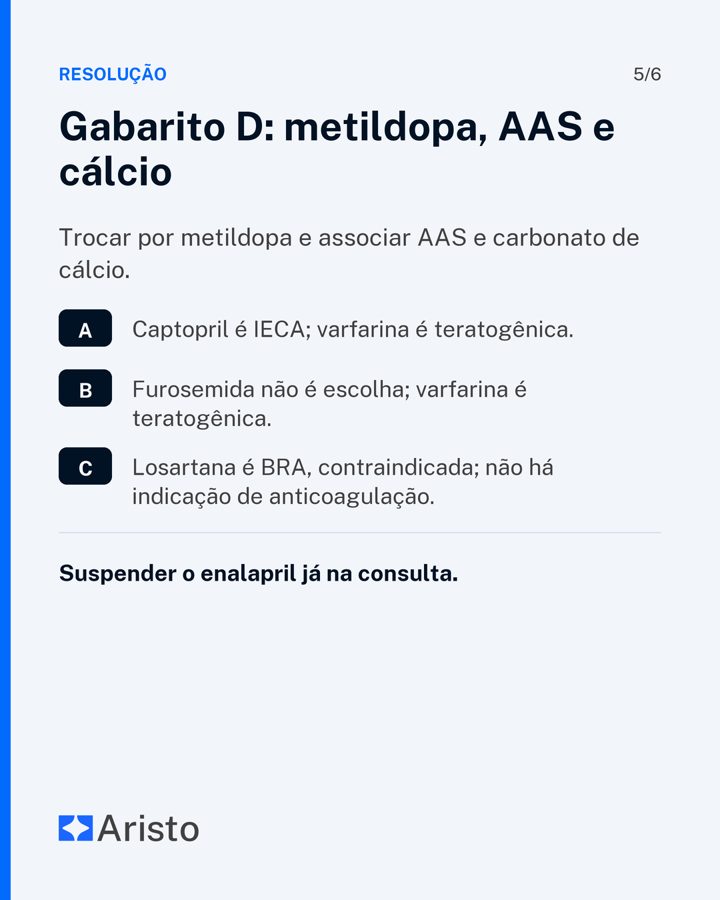 RESOLUÇÃO
5/6
Gabarito D: metildopa, AAS e
cálcio
Trocar por metildopa e associar AAS e carbonato de
cálcio.
A Captopril é IECA; varfarina é teratogênica.
B Furosemida não é escolha; varfarina é
teratogênica.
C Losartana é BRA, contraindicada; não há
indicação de anticoagulação.
Suspender o enalapril já na consulta.
Aristo